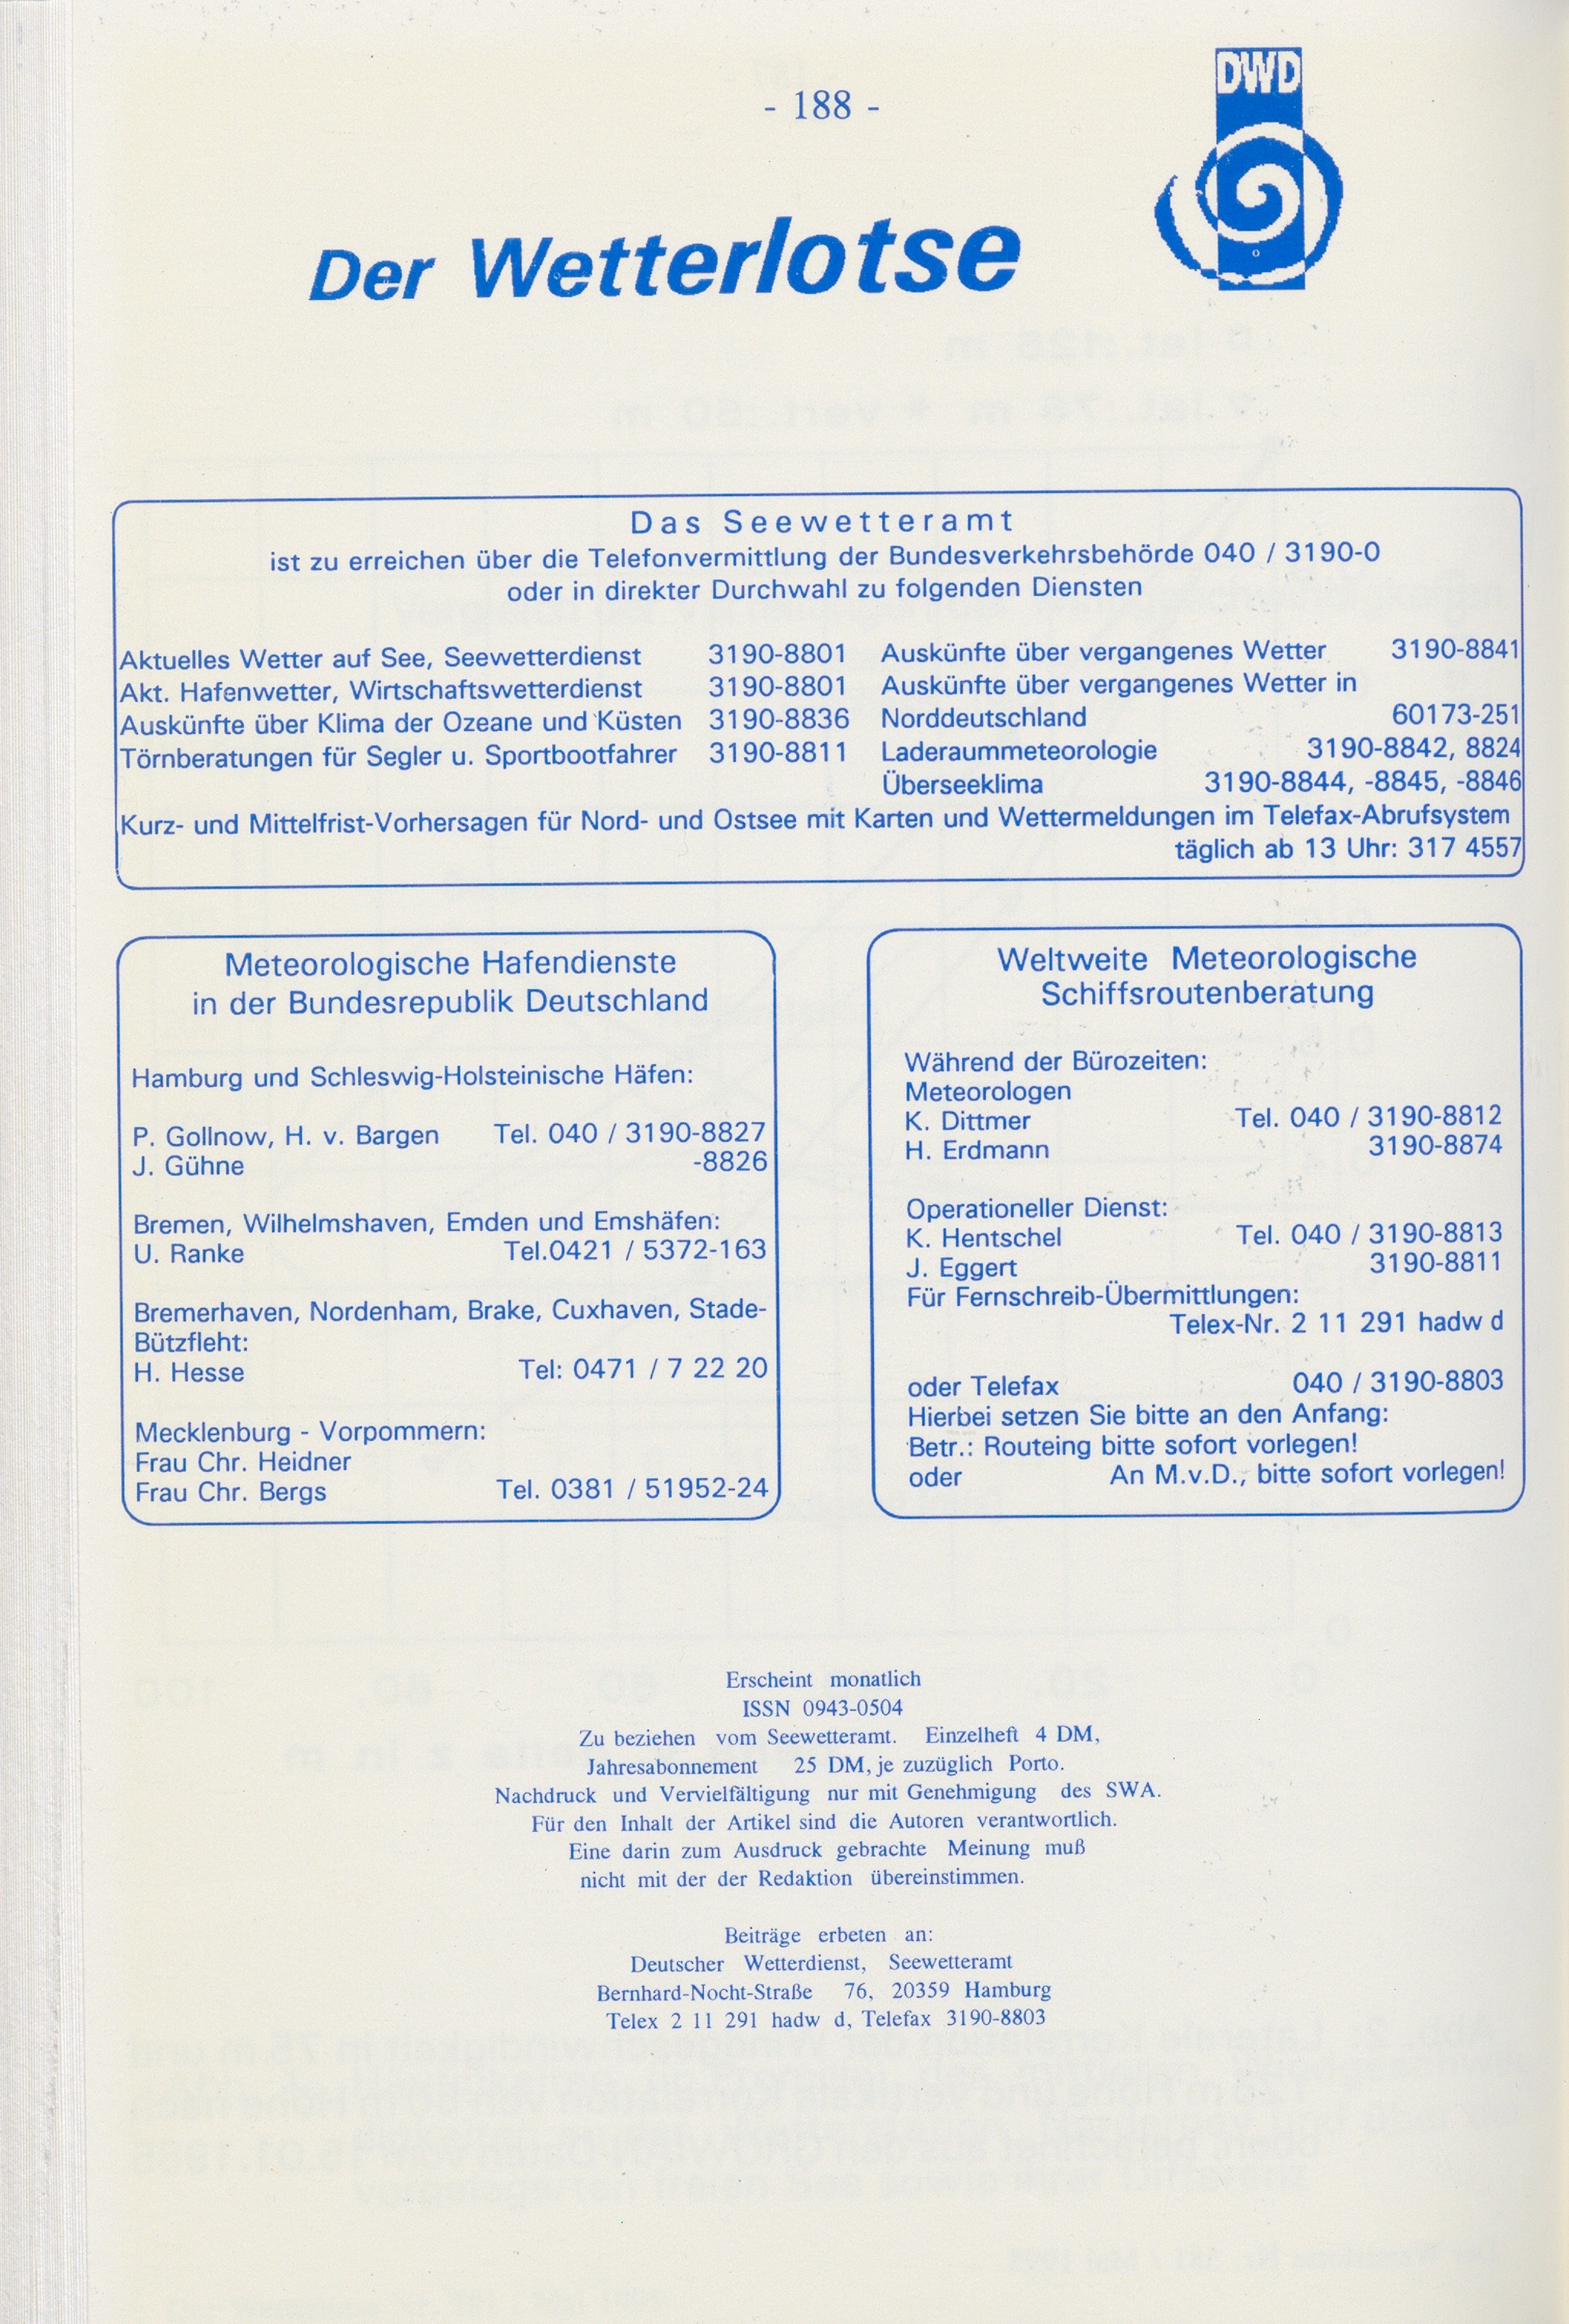 - 188 -
DWD
Der Wetterlotse
Das Seewetteramt
ist zu erreichen über die Telefonvermittlung der Bundesverkehrsbehörde 040 / 3190-0
oder in direkter Durchwahl zu folgenden Diensten
Aktuelles Wetter auf See, Seewetterdienst 3190-8801
Akt. Hafenwetter, Wirtschaftswetterdienst 3190-8801
Auskünfte über Klima der Ozeane und Küsten 3190-8836
Törnberatungen für Segler u. Sportbootfahrer 3190-8811
Auskünfte über vergangenes Wetter 3190-8841
Auskünfte über vergangenes Wetter in
Norddeutschland 60173-251
Laderaummeteorologie 3190-8842, 8824
Überseeklima 3190-8844, -8845, -8846
Kurz- und Mittelfrist-Vorhersagen für Nord- und Ostsee mit Karten und Wettermeldungen im Telefax-Abrufsystem
täglich ab 13 Uhr: 317 4557
Meteorologische Hafendienste
in der Bundesrepublik Deutschland
Hamburg und Schleswig-Holsteinische Häfen:
P. Gollnow, H. v. Bargen Tel. 040 / 3190-8827
J. Gühne -8826
Bremen, Wilhelmshaven, Emden und Emshäfen:
U. Ranke Tel.0421 / 5372-163
Bremerhaven, Nordenham, Brake, Cuxhaven, Stade-
Bützfleht:
H. Hesse Tel: 0471 / 7 22 20
Mecklenburg - Vorpommern:
Frau Chr. Heidner
Frau Chr. Bergs Tel. 0381 / 51952-24
Weltweite Meteorologische
Schiffsroutenberatung
Während der Bürozeiten:
Meteorologen
K. Dittmer Tel. 040 / 3190-8812
H. Erdmann 3190-8874
Operationeller Dienst:
K. Hentschel Tel. 040 / 3190-8813
J. Eggert 3190-8811
Für Fernschreib-Übermittlungen:
Telex-Nr. 2 11 291 hadw d
oder Telefax 040 / 3190-8803
Hierbei setzen Sie bitte an den Anfang:
Betr.: Routeing bitte sofort vorlegen!
oder An M.v.D., bitte sofort vorlegen!
Erscheint monatlich
ISSN 0943-0504
Zu beziehen vom Seewetteramt. Einzelheft 4 DM,
Jahresabonnement 25 DM, je zuzüglich Porto.
Nachdruck und Vervielfältigung nur mit Genehmigung des SWA.
Für den Inhalt der Artikel sind die Autoren verantwortlich.
Eine darin zum Ausdruck gebrachte Meinung muß
nicht mit der der Redaktion übereinstimmen.
Beiträge erbeten an:
Deutscher Wetterdienst, Seewetteramt
Bernhard-Nocht-Straße 76, 20359 Hamburg
Telex 2 11 291 hadw d, Telefax 3190-8803